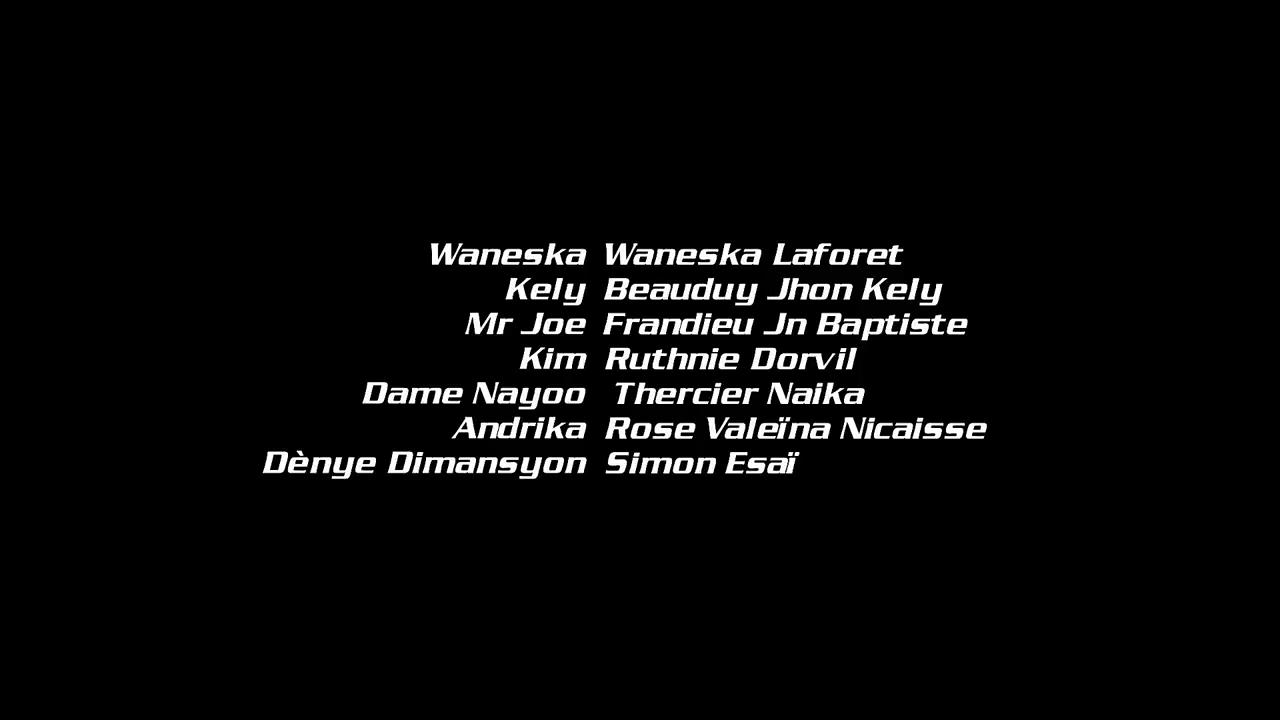 Waneska Waneska Laforet
Kely Beauduy Jhon Kely
Mr Joe Frandieu Jn Baptiste
Kim Ruthnie Dorvil
Dame Nayoo Thercier Naika
Andrika Rose Valeïna Nicaisse
Dènye Dimansyon Simon Esaï